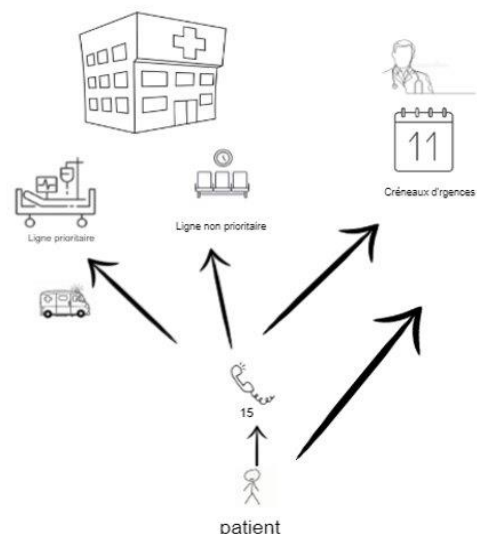 11
Créneaux d'rgences
Ligne prioritaire
Ligne non prioritaire
15
patient